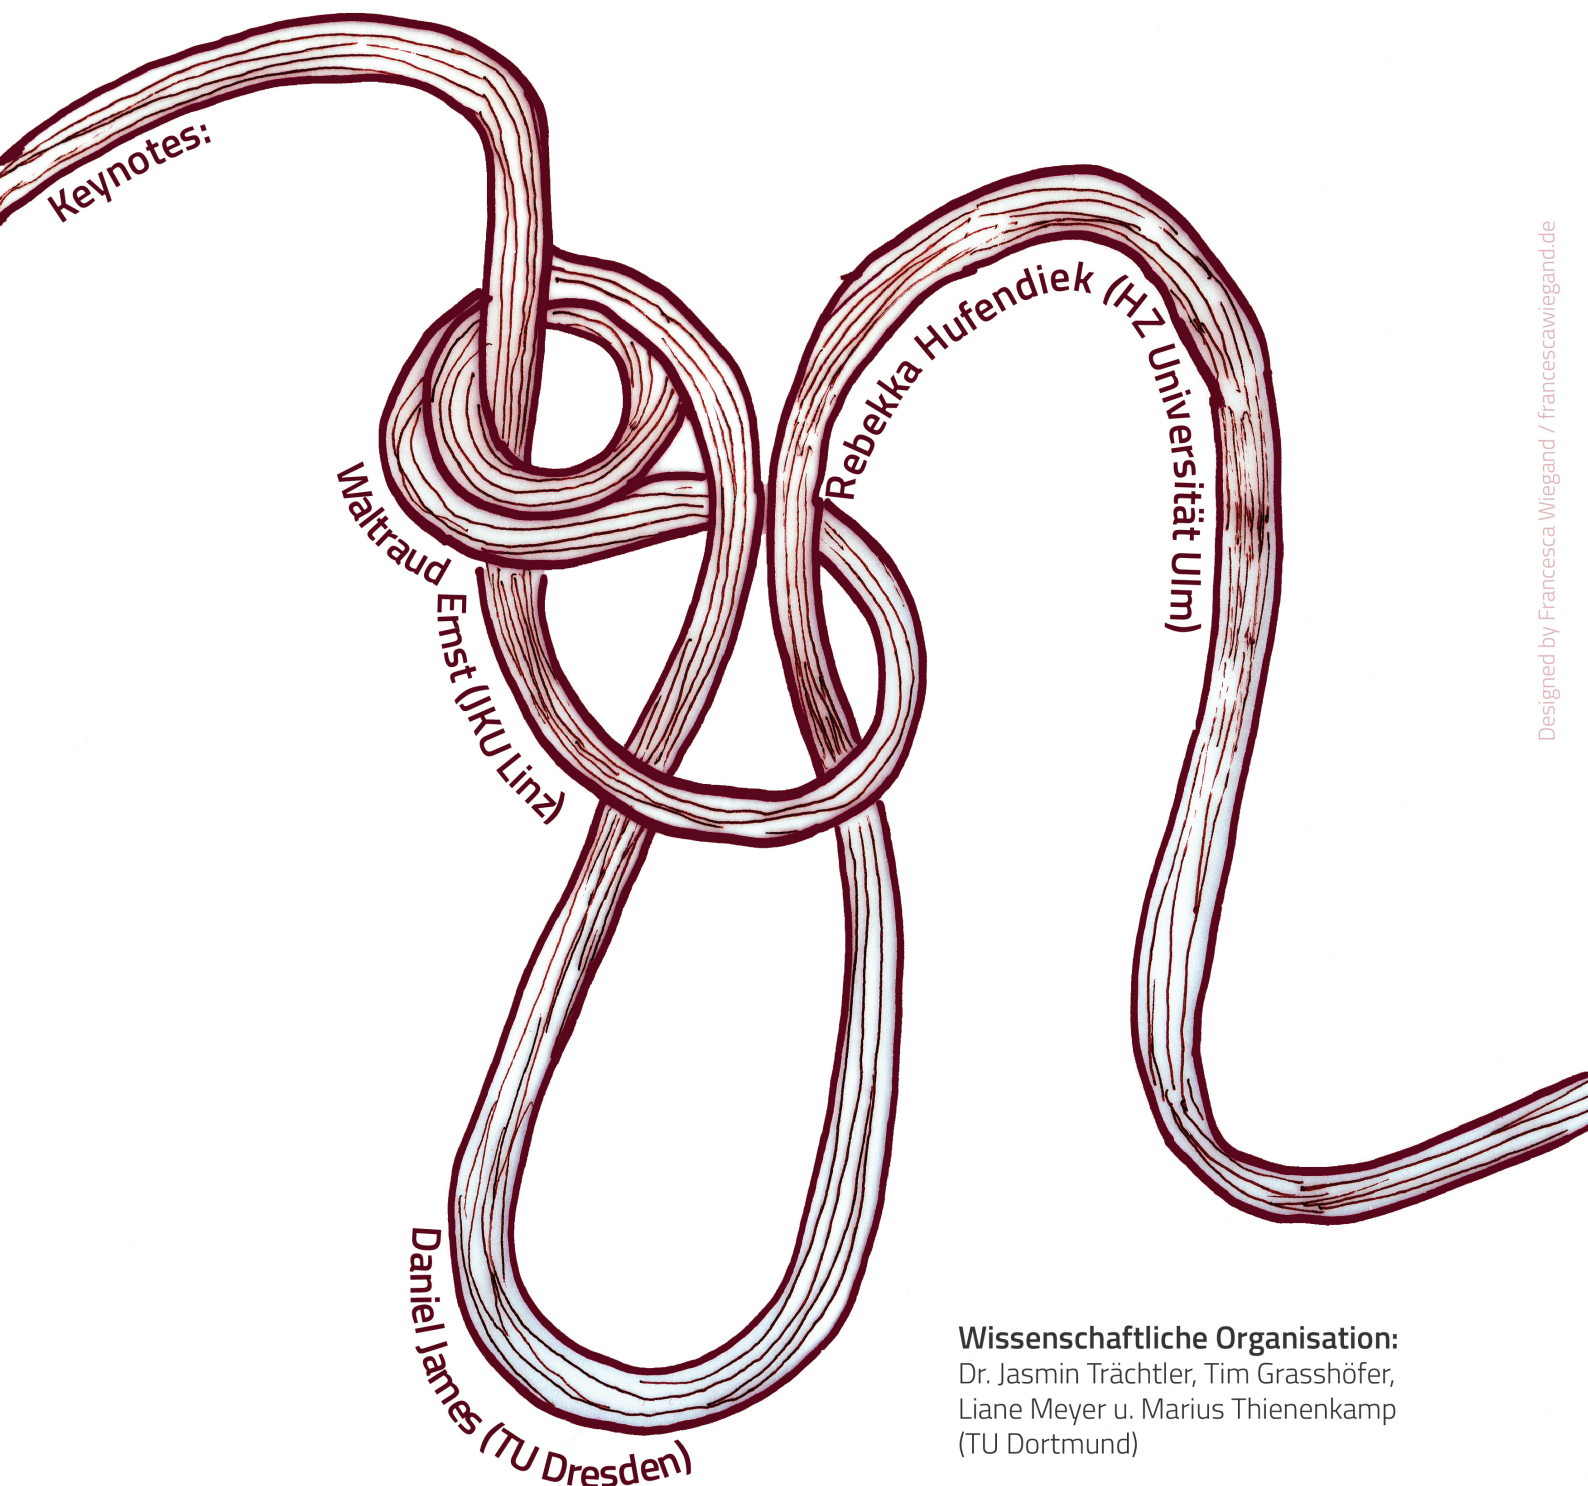 Keynotes:
Waltraud Ernst (JKU Linz)
Rebekka Hufendiek (HZ Universität Ulm)
Daniel James (TU Dresden)
Wissenschaftliche Organisation:
Dr. Jasmin Trächtler, Tim Grasshöfer,
Liane Meyer u. Marius Thienenkamp
(TU Dortmund)
Designed by Francesca Wiegand / francescawiegand.de